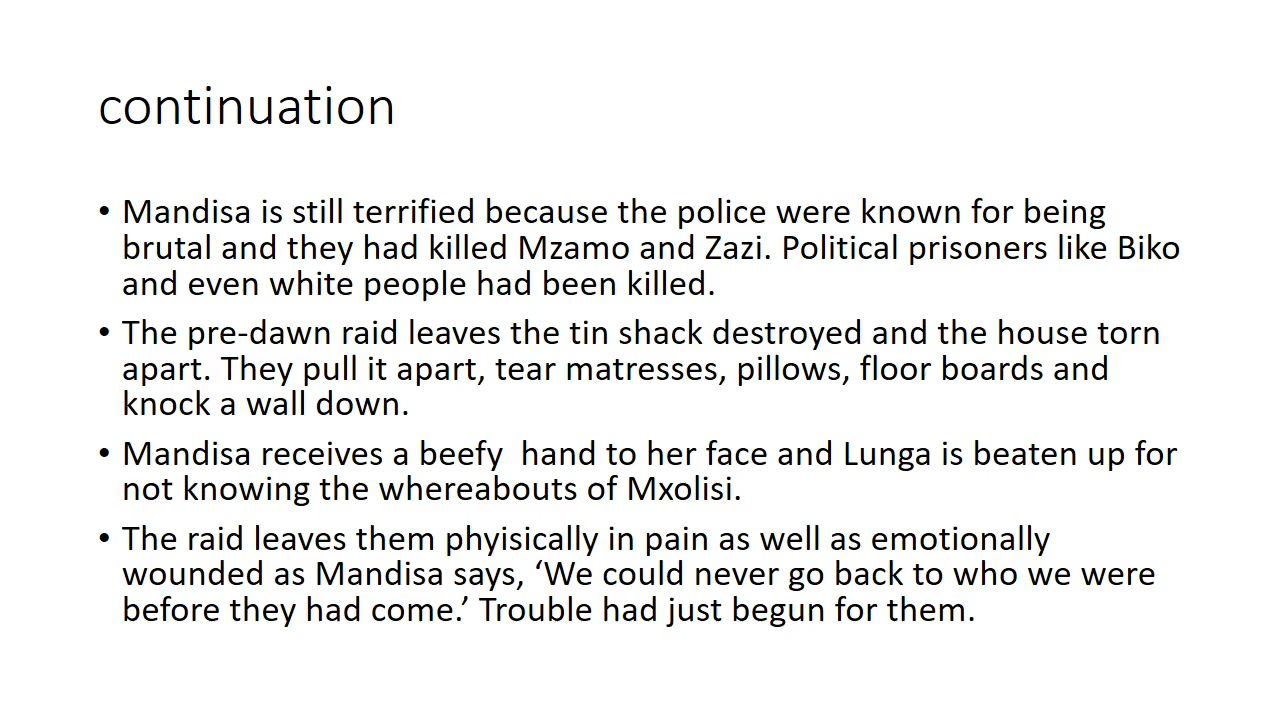 continuation
• Mandisa is still terrified because the police were known for being
brutal and they had killed Mzamo and Zazi. Political prisoners like Biko
and even white people had been killed.
• The pre-dawn raid leaves the tin shack destroyed and the house torn
apart. They pull it apart, tear matresses, pillows, floor boards and
knock a wall down.
• Mandisa receives a beefy  hand to her face and Lunga is beaten up for
not knowing the whereabouts of Mxolisi.
• The raid leaves them phyisically in pain as well as emotionally
wounded as Mandisa says, ‘We could never go back to who we were
before they had come.’ Trouble had just begun for them.